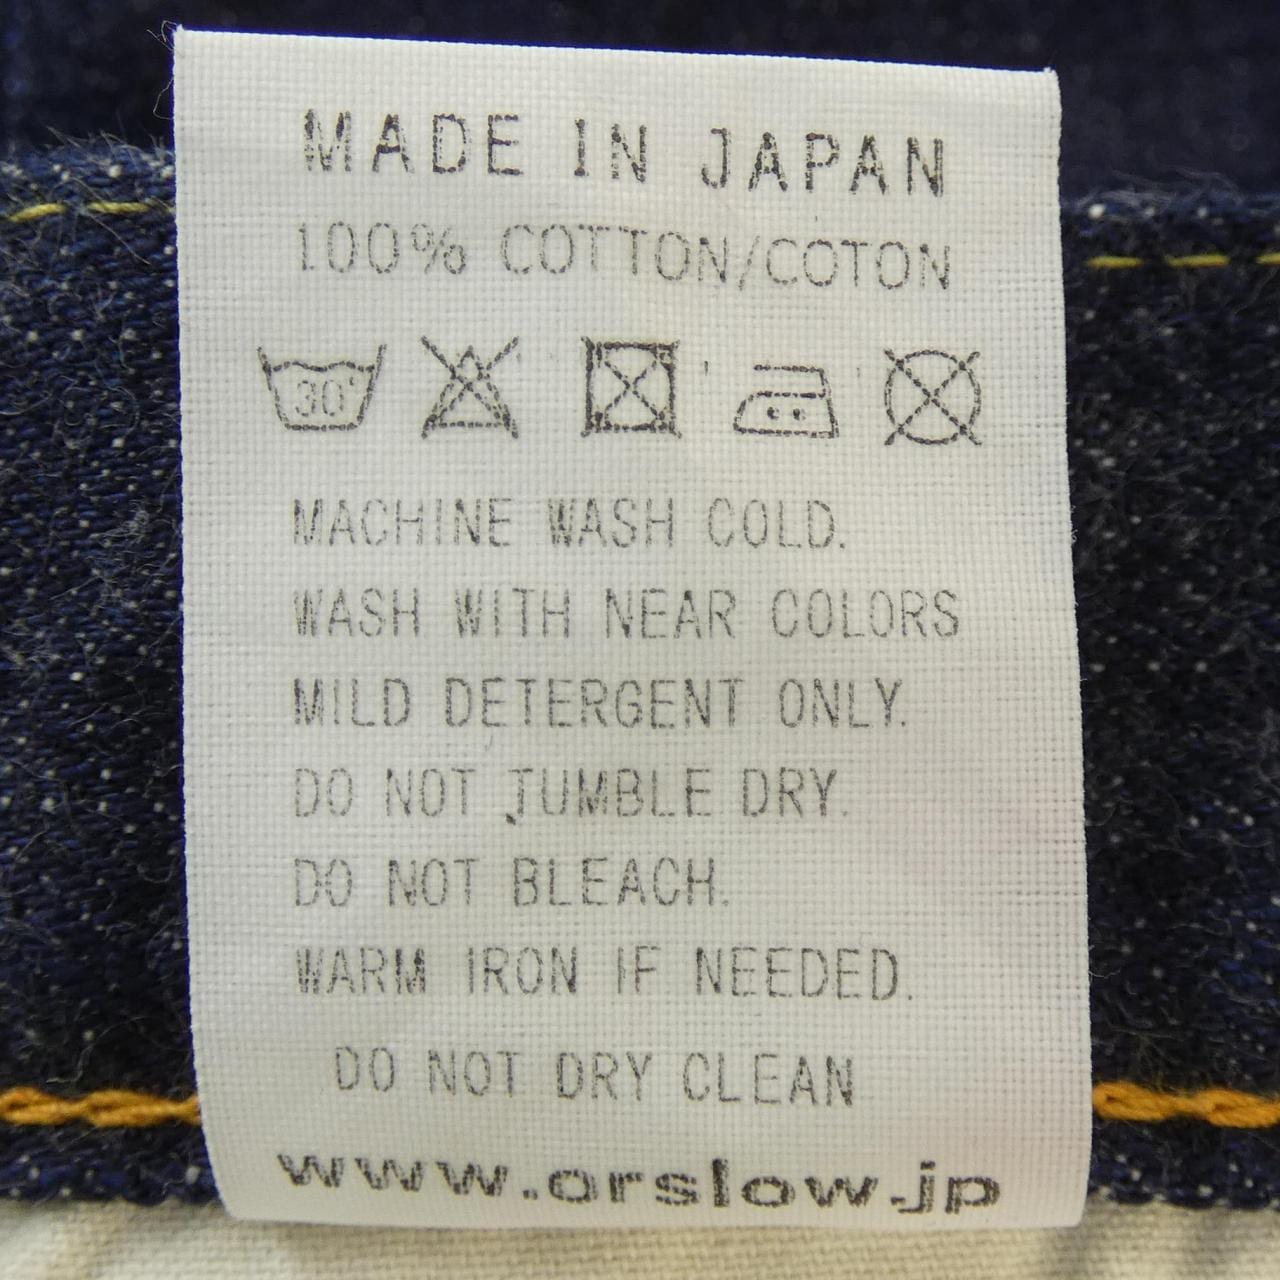 MADE IN JAPAN
100% COTTON/COTON
30°
MACHINE WASH COLD.
WASH WITH NEAR COLORS
MILD DETERGENT ONLY.
DO NOT TUMBLE DRY.
DO NOT BLEACH.
WARM IRON IF NEEDED.
DO NOT DRY CLEAN
www.orslow.jp